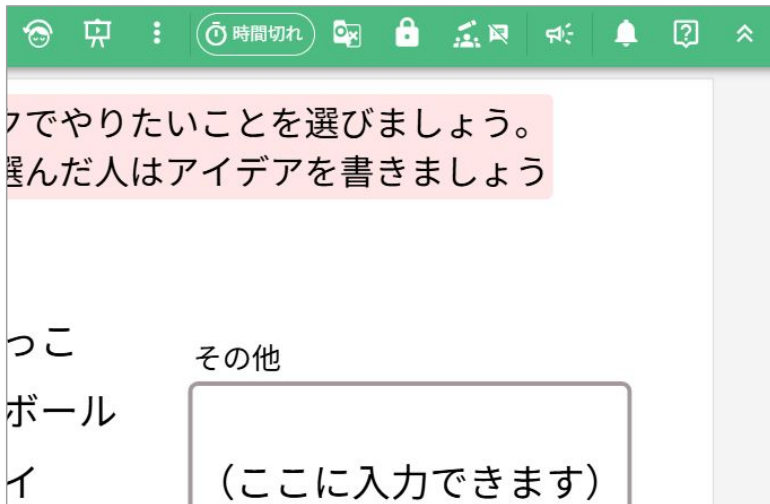 時間切れ
クでやりたいことを選びましょう。
選んだ人はアイデアを書きましょう
っこ
その他
ボール
イ
(ここに入力できます)